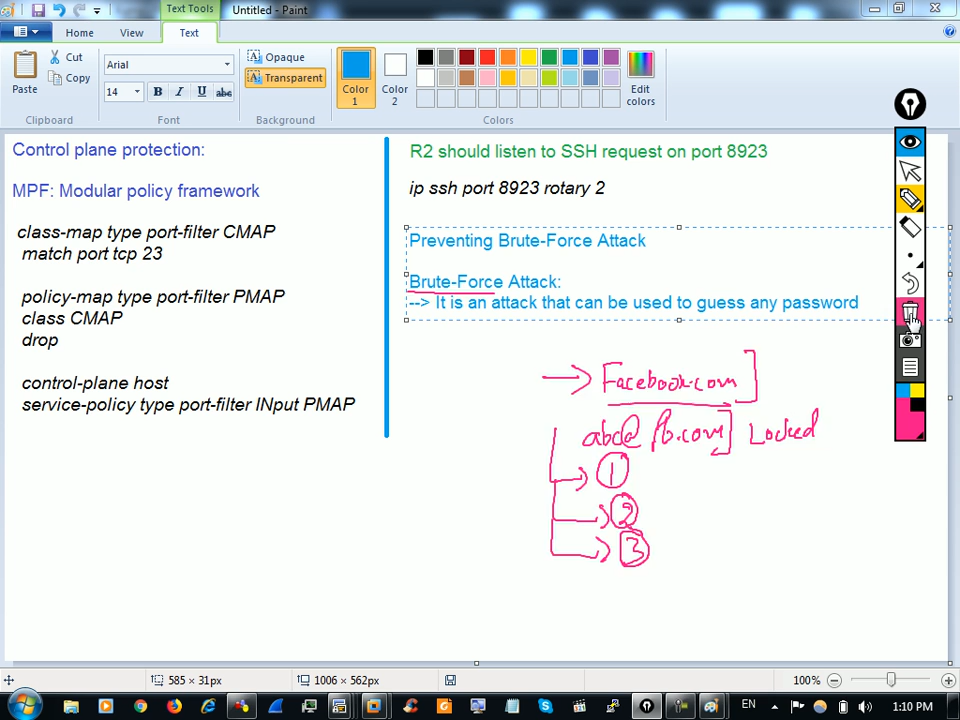 Text Tools
Untitled - Paint
Home
View
Text
Paste
Cut
Copy
Clipboard
Arial
14
B I U abc
Font
Opaque
Transparent
Background
Color 1
Color 2
Edit colors
Colors
Control plane protection:
MPF: Modular policy framework
class-map type port-filter CMAP
match port tcp 23
policy-map type port-filter PMAP
class CMAP
drop
control-plane host
service-policy type port-filter INput PMAP
R2 should listen to SSH request on port 8923
ip ssh port 8923 rotary 2
Preventing Brute-Force Attack
Brute-Force Attack:
--> It is an attack that can be used to guess any password
Facebook.com
abc@fb.com Locked
1
2
3
585 × 31px
1006 × 562px
100%
EN
1:10 PM